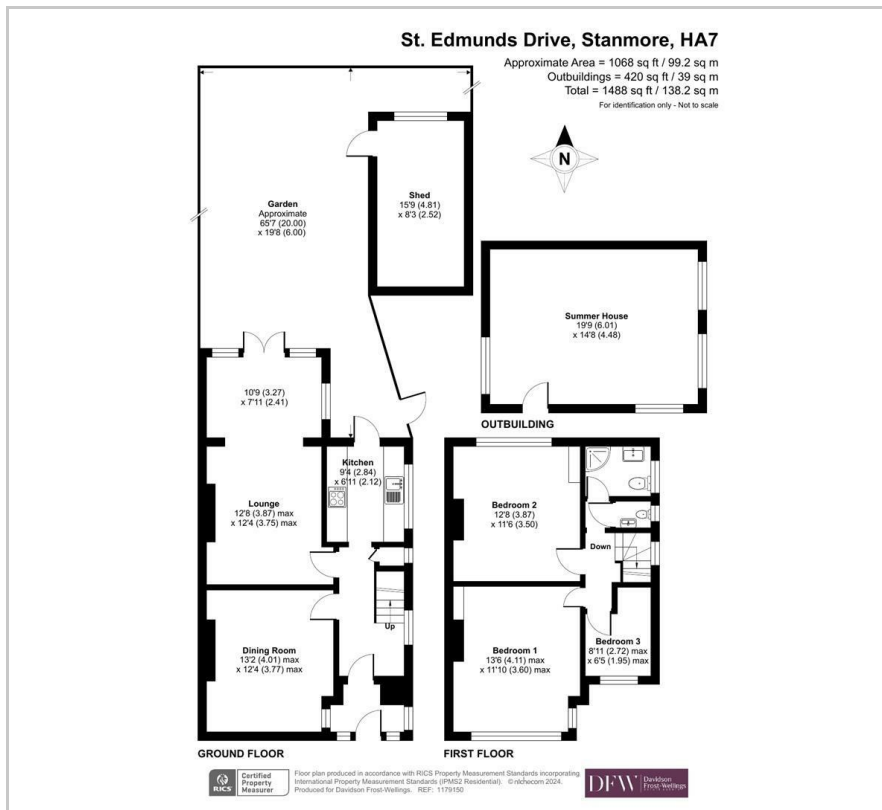 St. Edmunds Drive, Stanmore, HA7
Approximate Area = 1068 sq ft / 99.2 sq m
Outbuildings = 420 sq ft / 39 sq m
Total = 1488 sq ft / 138.2 sq m
For identification only - Not to scale
N
Garden
Approximate
65'7 (20.00)
x 19'8 (6.00)
Shed
15'9 (4.81)
x 8'3 (2.52)
Summer House
19'9 (6.01)
x 14'8 (4.48)
OUTBUILDING
10'9 (3.27)
x 7'11 (2.41)
Kitchen
9'4 (2.84)
x 6'11 (2.12)
Lounge
12'8 (3.87) max
x 12'4 (3.75) max
Up
Dining Room
13'2 (4.01) max
x 12'4 (3.77) max
GROUND FLOOR
Bedroom 2
12'8 (3.87)
x 11'6 (3.50)
Down
Bedroom 1
13'6 (4.11) max
x 11'10 (3.60) max
Bedroom 3
8'11 (2.72) max
x 6'5 (1.95) max
FIRST FLOOR
RICS
Certified
Property
Measurer
Floor plan produced in accordance with RICS Property Measurement Standards incorporating
International Property Measurement Standards (IPMS2 Residential). © nichecom 2024.
Produced for Davidson Frost-Wellings. REF: 1179150
DFW
Davidson
Frost-Wellings